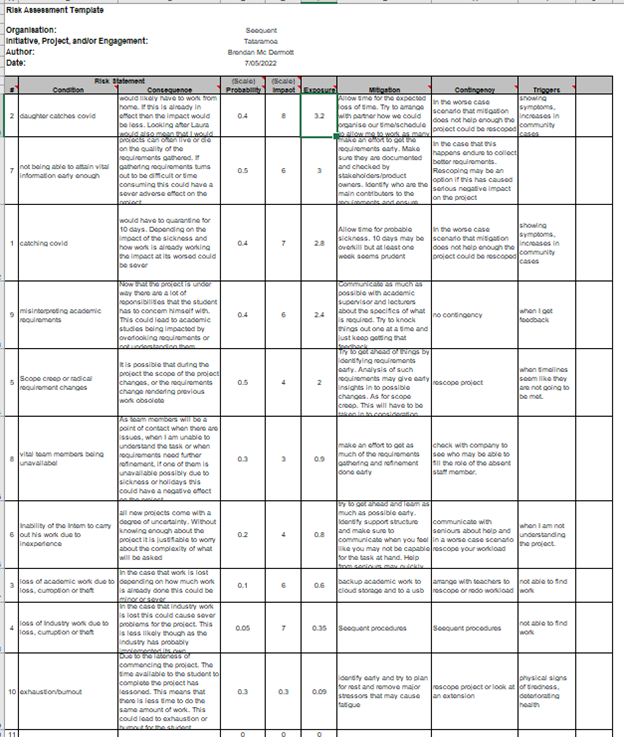 Risk Assessment Template
Organisation: Seequent
Initiative, Project, and/or Engagement: Tataramoa
Author: Brendan Mc Dermott
Date: 7/05/2022
Risk Statement
(Scale) (Scale)
# Condition Consequence Probability Impact Exposure Mitigation Contingency Triggers
2 daughter catches covid
would likely have to work from
home. If this is already in
effect then the impact would
be less. Looking after Laura
would also mean that I would
0.4 8 3.2
Allow time for the expected
loss of time. Try to arrange
with partner how we could
organise our time/schedule
to allow me to work as many
In the worse case
scenario that mitigation
does not help enough the
project could be rescoped
showing
symptoms,
increases in
community
cases
7 not being able to attain vital
information early enough
projects can often live or die
on the quality of the
requirements gathered. If
gathering requirements turns
out to be difficult or time
consuming this could have a
sever adverse effect on the
project
0.5 6 3
make an effort to get the
requirements early. Make
sure they are documented
and checked by
stakeholders/product
owners. Identify who are the
main contributors to the
requirements and ensure
In the case that this
happens endure to collect
better requirements.
Rescoping may be an
option if this has caused
serious negative impact
on the project
1 catching covid
would have to quarantine for
10 days. Depending on the
impact of the sickness and
how work is already working
the impact at its worsed could
be sever
0.4 7 2.8
Allow time for probable
sickness. 10 days may be
overkill but at least one
week seems prudent
In the worse case
scenario that mitigation
does not help enough the
project could be rescoped
showing
symptoms,
increases in
community
cases
9 misinterpreting academic
requirements
Now that the project is under
way there are a lot of
reponsibilities that the student
has to concern himself with.
This could lead to academic
studies being impacted by
overlooking requirements or
not understanding them
0.4 6 2.4
Communicate as much as
possible with academic
supervisor and lecturers
about the specifics of what
is required. Try to knock
things out one at a time and
just keep getting that
feedback
no contingency
when I get
feedback
5 Scope creep or radical
requirement changes
It is possible that during the
project the scope of the project
changes, or the requirements
change rendering previous
work obsolete
0.5 4 2
Try to get ahead of things by
identifying requirements
early. Analysis of such
requirements may give early
insights in to possible
changes. As for scope
creep. This will have to be
taken in to consideration
rescope project
when timelines
seem like they
are not going to
be met.
8 vital team members being
unavailabel
As team members will be a
point of contact when there are
issues, when I am unable to
understand the task or when
requirements need further
refinement, if one of them is
unavailable possibly due to
sickness or holidays this
could have a negative effect
on the project
0.3 3 0.9
make an effort to get as
much of the requirements
gathering and refinement
done early
check with company to
see who may be able to
fill the role of the absent
staff member.
6 Inability of the Intern to carry
out his work due to
inexperience
all new projects come with a
degree of uncertainty. Without
knowing enough about the
project it is justifiable to worry
about the complexity of what
will be asked
0.2 4 0.8
try to get ahead and learn as
much as possible early.
Identify support structure
and make sure to
communicate when you feel
like you may not be capable
for the task at hand. Help
from seniours may quickly
communicate with
seniours about help and
in a worse case scenario
rescope your workload
when I am not
understanding
the project.
3 loss of academic work due to
loss, curroption or theft
In the case that work is lost
depending on how much work
is already done this could be
minor or sever
0.1 6 0.6
backup academic work to
cloud storage and to a usb
arrange with teachers to
rescope or redo workload
not able to find
work
4 loss of Industry work due to
loss, curroption or theft
In the case that industry work
is lost this could cause sever
problems for the project. This
is less likely though as the
industry has probably
implemented its own
0.05 7 0.35
Seequent procedures
Seequent procedures
not able to find
work
10 exhaustion/burnout
Due to the lateness of
commencing the project. The
time available to the student to
complete the project has
lessoned. This means that
there is less time to do the
same amount of work. This
could lead to exhaustion or
burnout for the student
0.3 0.3 0.09
identify early and try to plan
for rest and remove major
stressors that may cause
fatigue
rescope project or look at
an extension
physical signs
of tiredness,
deteriorating
health
11 0 0 0